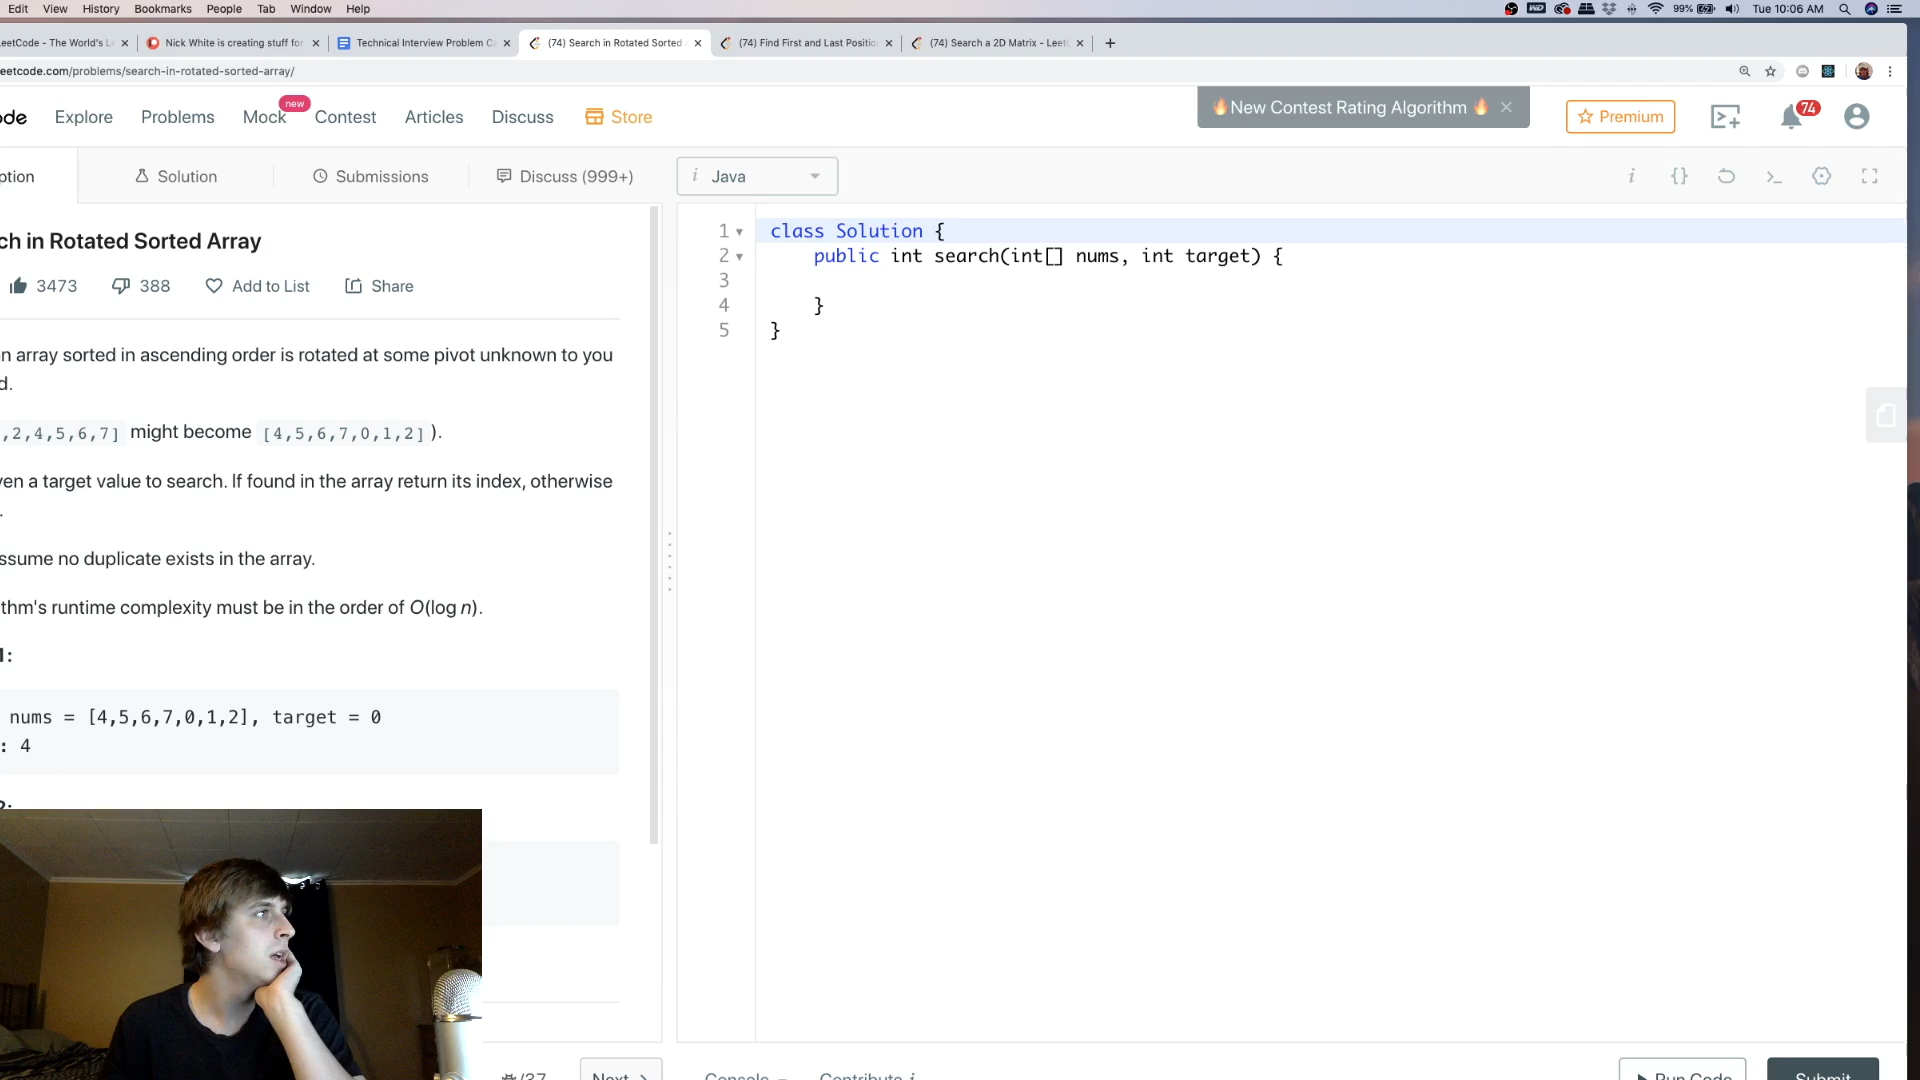 Edit View History Bookmarks People Tab Window Help 99% Tue 10:06 AM
eetCode - The World's L Nick White is creating stuff for Technical Interview Problem C (74) Search in Rotated Sorted (74) Find First and Last Positio (74) Search a 2D Matrix - Leet
eetcode.com/problems/search-in-rotated-sorted-array/
ode Explore Problems Mock new Contest Articles Discuss Store 🔥New Contest Rating Algorithm 🔥 Premium 74
ption Solution Submissions Discuss (999+) i Java i {}
ch in Rotated Sorted Array
3473 388 Add to List Share
n array sorted in ascending order is rotated at some pivot unknown to you
d.
,2,4,5,6,7] might become [4,5,6,7,0,1,2] ).
ven a target value to search. If found in the array return its index, otherwise
.
ssume no duplicate exists in the array.
thm's runtime complexity must be in the order of O(log n).
1:
nums = [4,5,6,7,0,1,2], target = 0
: 4
2:
1 class Solution {
2 public int search(int[] nums, int target) {
3
4 }
5 }
/37 Next > Console Contribute i Run Code Submit